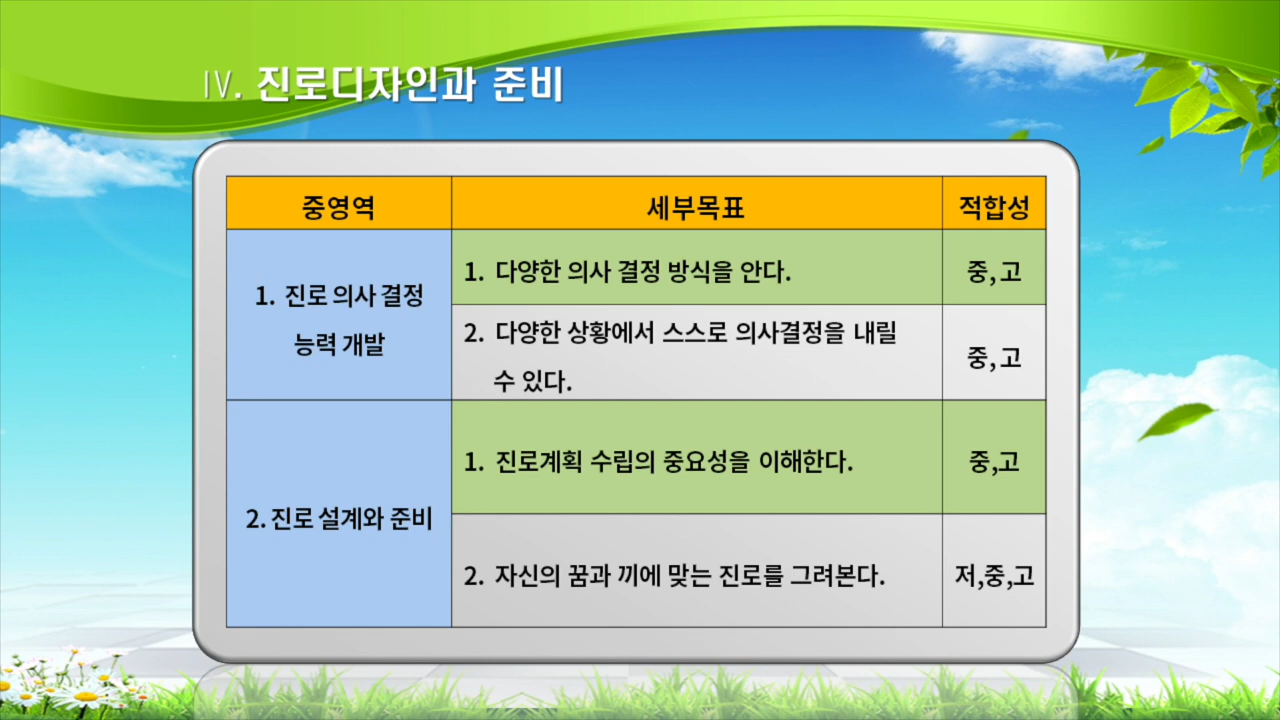 IV. 진로디자인과 준비
중영역 세부목표 적합성
1. 진로 의사 결정
능력 개발
1. 다양한 의사 결정 방식을 안다. 중, 고
2. 다양한 상황에서 스스로 의사결정을 내릴
수 있다.
중, 고
2. 진로 설계와 준비
1. 진로계획 수립의 중요성을 이해한다. 중,고
2. 자신의 꿈과 끼에 맞는 진로를 그려본다. 저,중,고